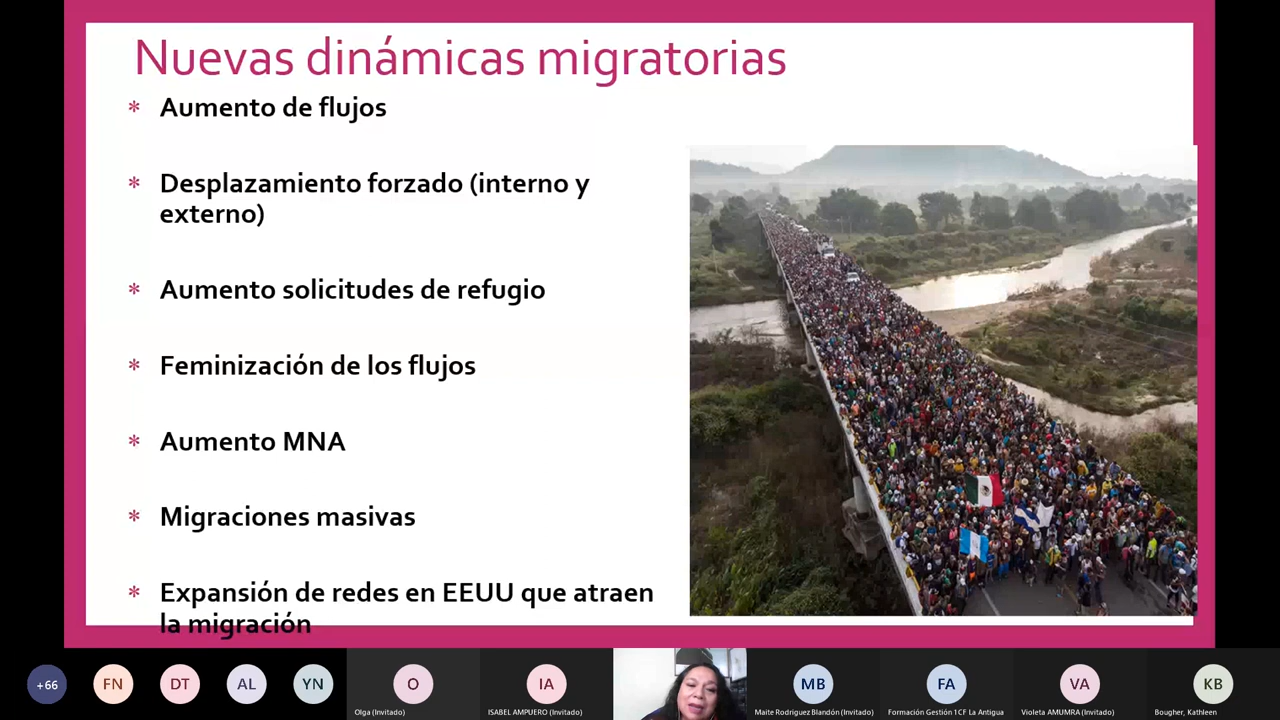 Nuevas dinámicas migratorias
* Aumento de flujos
* Desplazamiento forzado (interno y
externo)
* Aumento solicitudes de refugio
* Feminización de los flujos
* Aumento MNA
* Migraciones masivas
* Expansión de redes en EEUU que atraen
la migración
+66
FN
DT
AL
YN
O
IA
MB
FA
VA
KB
Olga (Invitado)
ISABEL AMPUERO (Invitado)
Maite Rodriguez Blandón (Invitado)
Formación Gestión 1CF La Antigua
Violeta AMUMRA (Invitado)
Bougher, Kathleen